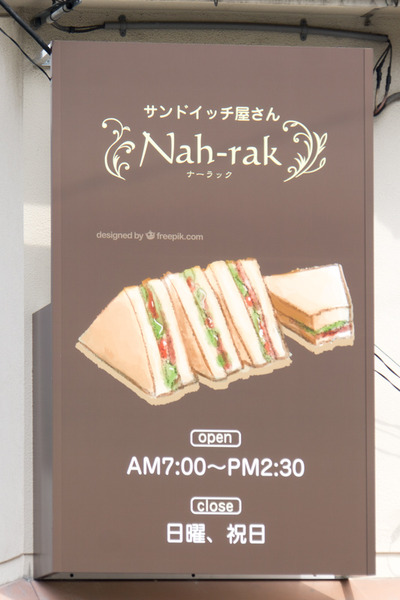 サンドイッチ屋さん
Nah-rak
ナーラック
designed by freepik.com
open
AM7:00～PM2:30
close
日曜、祝日